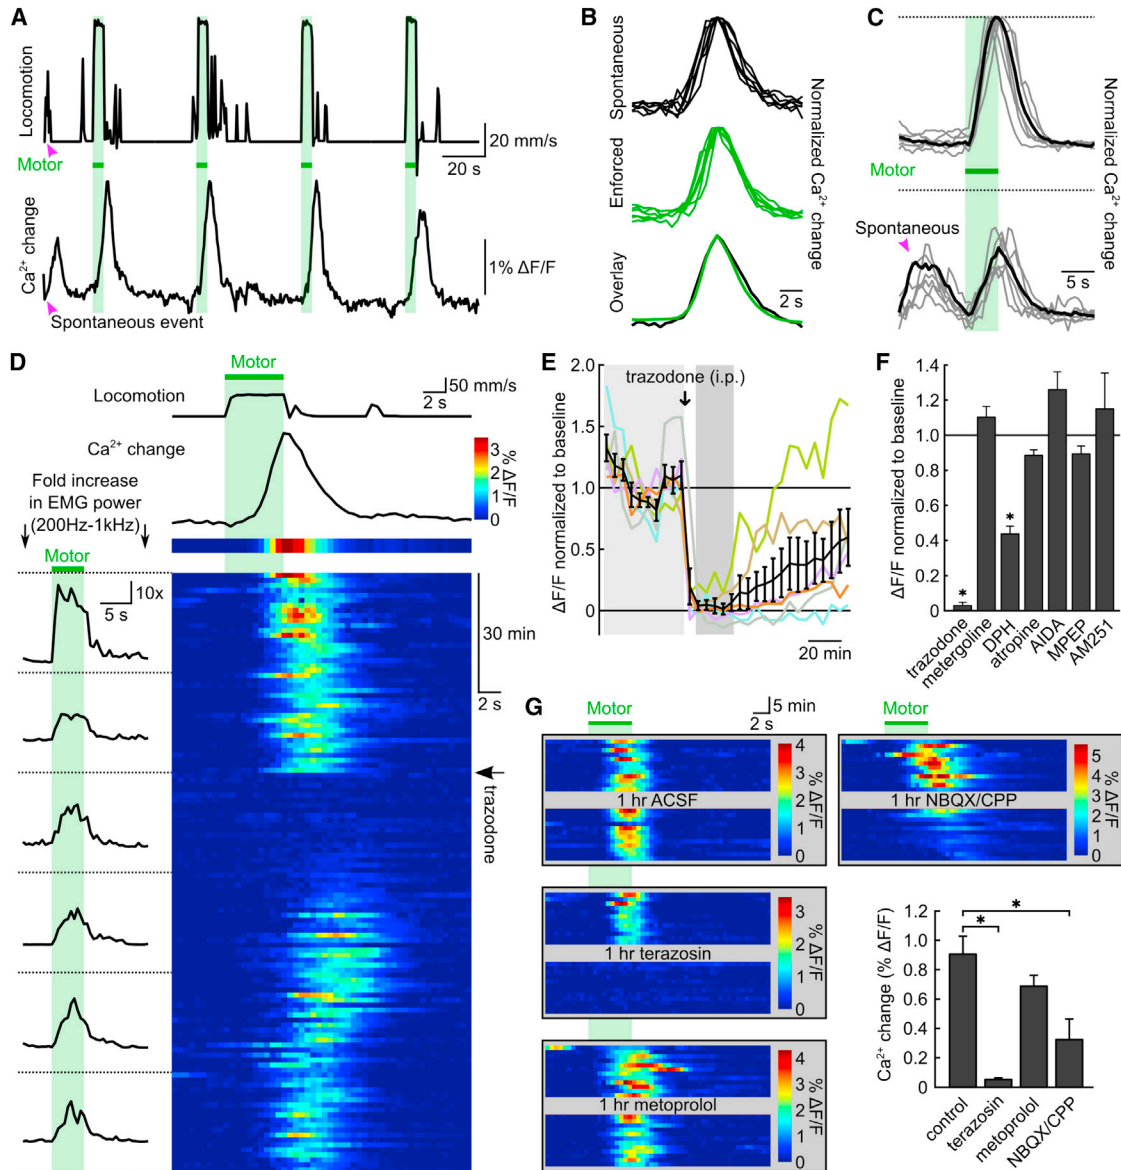 A
Locomotion
20 mm/s
20 s
Motor
Ca²⁺ change
1% ΔF/F
Spontaneous event
B
Spontaneous
Enforced
Overlay
Normalized Ca²⁺ change
2 s
C
Normalized Ca²⁺ change
Motor
Spontaneous
5 s
D
Motor
Locomotion
50 mm/s
2 s
Ca²⁺ change
3
2
1
0
% ΔF/F
Fold increase
in EMG power
(200Hz-1kHz)
Motor
10x
5 s
30 min
2 s
trazodone
E
ΔF/F normalized to baseline
2.0
1.5
1.0
0.5
0
trazodone (i.p.)
20 min
F
ΔF/F normalized to baseline
1.4
1.2
1.0
0.8
0.6
0.4
0.2
0
*
*
trazodone
metergoline
DPH
atropine
AIDA
MPEP
AM251
G
Motor
5 min
2 s
Motor
1 hr ACSF
4
3
2
1
0
% ΔF/F
1 hr NBQX/CPP
5
4
3
2
1
0
% ΔF/F
1 hr terazosin
3
2
1
0
% ΔF/F
1 hr metoprolol
4
3
2
1
0
% ΔF/F
Ca²⁺ change (% ΔF/F)
1.2
1.0
0.8
0.6
0.4
0.2
0
*
*
control
terazosin
metoprolol
NBQX/CPP